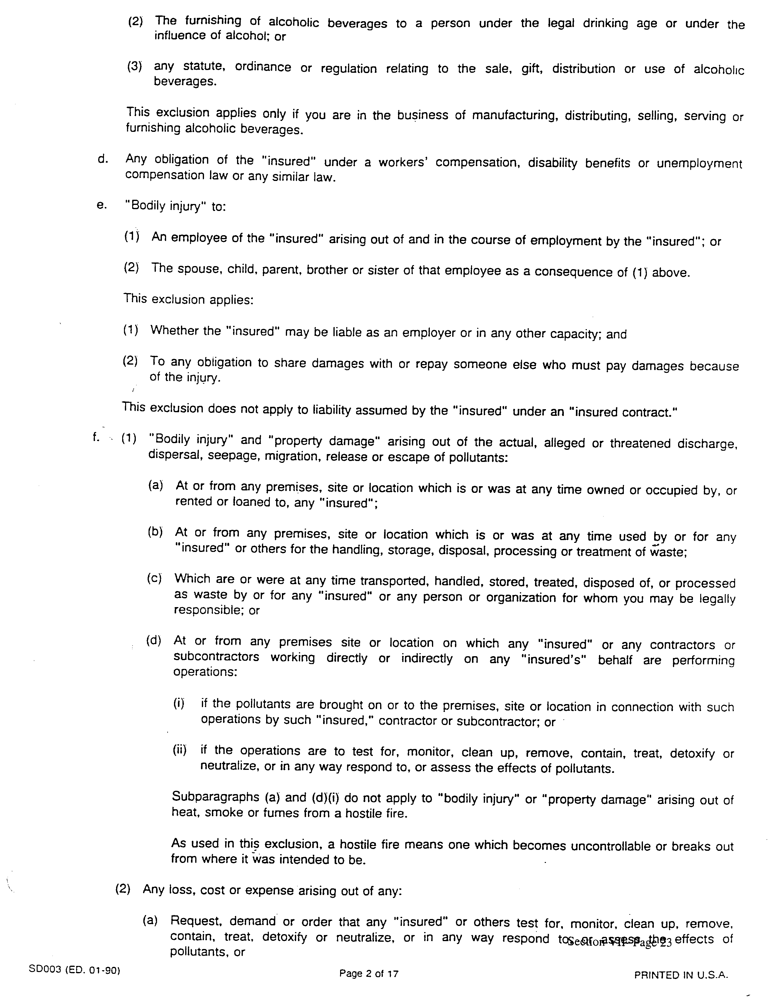 (2) The furnishing of alcoholic beverages to a person under the legal drinking age or under the
influence of alcohol; or
(3) any statute, ordinance or regulation relating to the sale, gift, distribution or use of alcoholic
beverages.
This exclusion applies only if you are in the business of manufacturing, distributing, selling, serving or
furnishing alcoholic beverages.
d. Any obligation of the "insured" under a workers' compensation, disability benefits or unemployment
compensation law or any similar law.
e. "Bodily injury" to:
(1) An employee of the "insured" arising out of and in the course of employment by the "insured"; or
(2) The spouse, child, parent, brother or sister of that employee as a consequence of (1) above.
This exclusion applies:
(1) Whether the "insured" may be liable as an employer or in any other capacity; and
(2) To any obligation to share damages with or repay someone else who must pay damages because
of the injury.
This exclusion does not apply to liability assumed by the "insured" under an "insured contract."
f. (1) "Bodily injury" and "property damage" arising out of the actual, alleged or threatened discharge,
dispersal, seepage, migration, release or escape of pollutants:
(a) At or from any premises, site or location which is or was at any time owned or occupied by, or
rented or loaned to, any "insured";
(b) At or from any premises, site or location which is or was at any time used by or for any
"insured" or others for the handling, storage, disposal, processing or treatment of waste;
(c) Which are or were at any time transported, handled, stored, treated, disposed of, or processed
as waste by or for any "insured" or any person or organization for whom you may be legally
responsible; or
(d) At or from any premises site or location on which any "insured" or any contractors or
subcontractors working directly or indirectly on any "insured's" behalf are performing
operations:
(i) if the pollutants are brought on or to the premises, site or location in connection with such
operations by such "insured," contractor or subcontractor; or
(ii) if the operations are to test for, monitor, clean up, remove, contain, treat, detoxify or
neutralize, or in any way respond to, or assess the effects of pollutants.
Subparagraphs (a) and (d)(i) do not apply to "bodily injury" or "property damage" arising out of
heat, smoke or fumes from a hostile fire.
As used in this exclusion, a hostile fire means one which becomes uncontrollable or breaks out
from where it was intended to be.
(2) Any loss, cost or expense arising out of any:
(a) Request, demand or order that any "insured" or others test for, monitor, clean up, remove,
contain, treat, detoxify or neutralize, or in any way respond to, or assess the effects of
Section VII- Page 23
pollutants, or
SD003 (ED. 01-90) Page 2 of 17 PRINTED IN U.S.A.